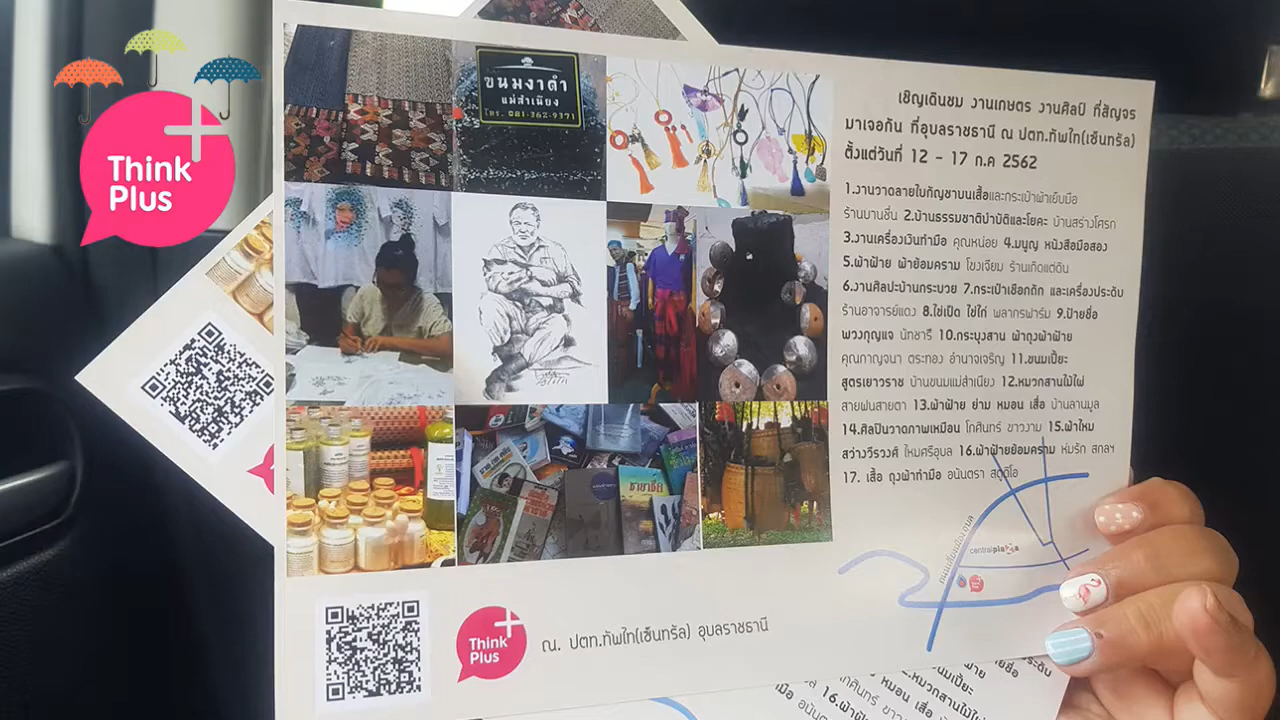 Think
Plus
ขนมงาดำ
แม่สำเนียง
โทร. 081-362-9371
เชิญเดินชม งานเกษตร งานศิลป์ ที่สัญจร
มาเจอกัน ที่อุบลราชธานี ณ ปตท.ทัพไท(เซ็นทรัล)
ตั้งแต่วันที่ 12 - 17 ก.ค 2562
1.งานวาดลายใบกัญชาบนเสื้อและกระเป๋าผ้าเย็บมือ
ร้านบานชื่น 2.บ้านธรรมชาติบำบัติและโยคะ บ้านสร้างโศรก
3.งานเครื่องเงินทำมือ คุณหน่อย 4.มนูญ หนังสือมือสอง
5.ผ้าฝ้าย ผ้าย้อมคราม โขงเจียม ร้านเกิดแต่ดิน
6.งานศิลปะบ้านกระบวย 7.กระเป๋าเชือกถัก และเครื่องประดับ
ร้านอาจารย์แดง 8.ไข่เป็ด ไข่ไก่ พลากรฟาร์ม 9.ป้ายชื่อ
พวงกุญแจ นักชารี 10.กระบุงสาน ผ้าถุงผ้าฝ้าย
คุณกาญจนา ตระทอง อำนาจเจริญ 11.ขนมเปี๊ยะ
สูตรเยาวราช บ้านขนมแม่สำเนียง 12.หมวกสานไม้ไผ่
สายฝนสายตา 13.ผ้าฝ้าย ย่าม หมอน เสื่อ บ้านลานมูล
14.ศิลปินวาดภาพเหมือน โกศินทร์ ขาวงาม 15.ผ้าไหม
สว่างวีรวงศ์ ไหมศรีอุบล 16.ผ้าฝ้ายย้อมคราม ห่มรัก สกลฯ
17. เสื้อ ถุงผ้าทำมือ อนันตรา สตูดิโอ
ถนนเลี่ยงเมืองอุบล
centralplaza
Think
Plus
ณ. ปตท.ทัพไท(เซ็นทรัล) อุบลราชธานี